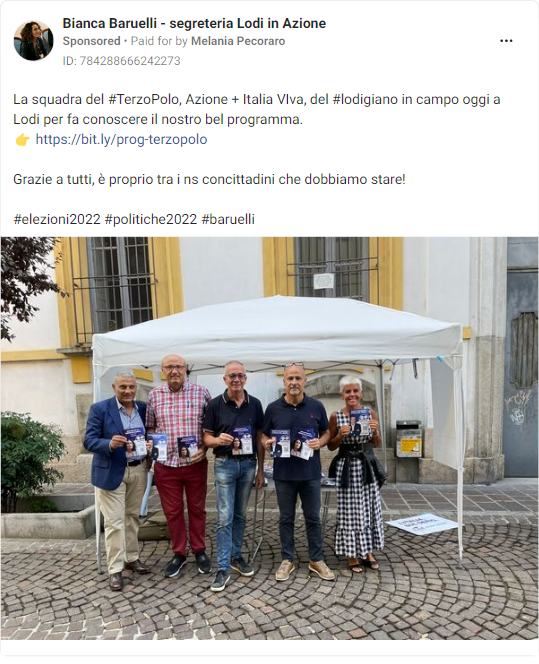 Bianca Baruelli - segreteria Lodi in Azione
Sponsored • Paid for by Melania Pecoraro
ID: 784288666242273
La squadra del #TerzoPolo, Azione + Italia VIva, del #lodigiano in campo oggi a
Lodi per fa conoscere il nostro bel programma.
👉 https://bit.ly/prog-terzopolo
Grazie a tutti, è proprio tra i ns concittadini che dobbiamo stare!
#elezioni2022 #politiche2022 #baruelli